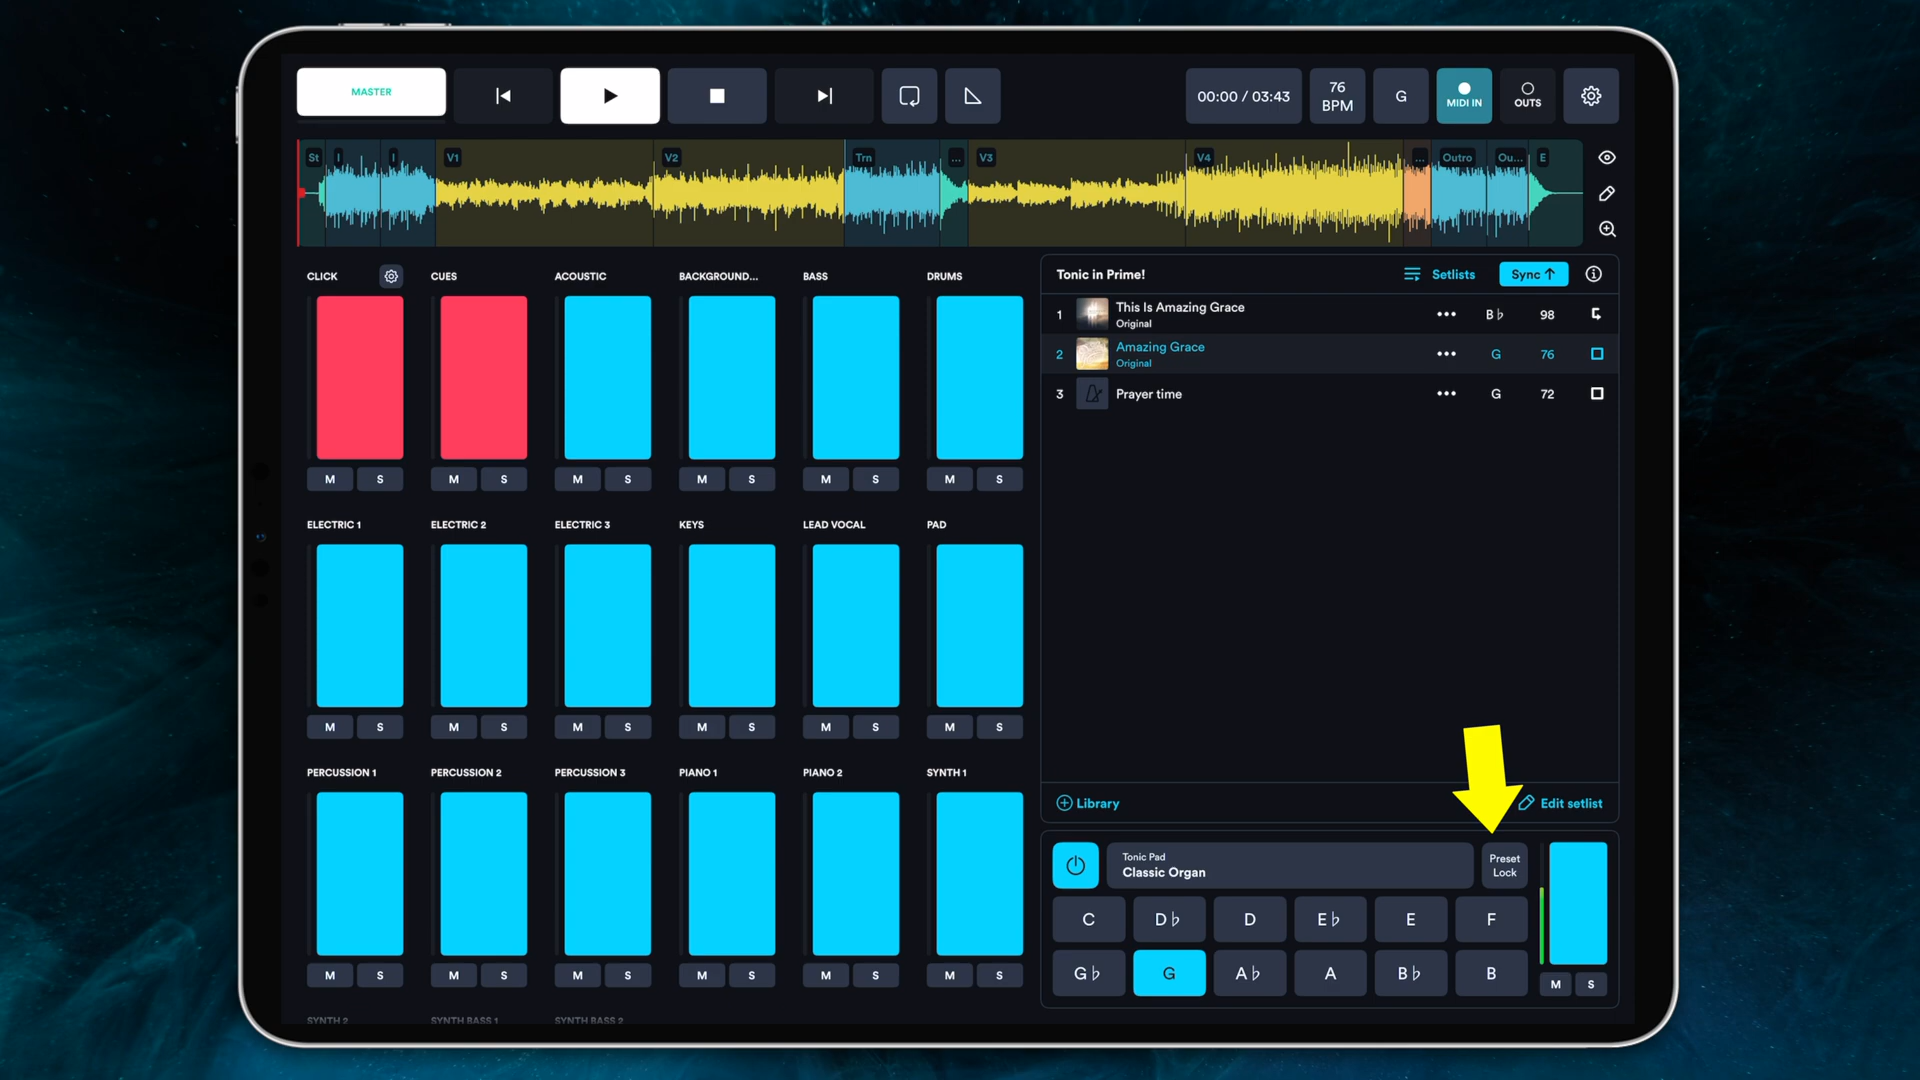 MASTER
00:00 / 03:43
76
BPM
G
MIDI IN
OUTS
St
I
I
V1
V2
Trn
...
V3
V4
...
Outro
Ou...
E
CLICK
CUES
ACOUSTIC
BACKGROUND...
BASS
DRUMS
M S M S M S M S M S M S
ELECTRIC 1
ELECTRIC 2
ELECTRIC 3
KEYS
LEAD VOCAL
PAD
M S M S M S M S M S M S
PERCUSSION 1
PERCUSSION 2
PERCUSSION 3
PIANO 1
PIANO 2
SYNTH 1
M S M S M S M S M S M S
SYNTH 2
SYNTH BASS 1
SYNTH BASS 2
Tonic in Prime!
Setlists
Sync ↑
1 This Is Amazing Grace ••• B♭ 98
Original
2 Amazing Grace ••• G 76
Original
3 Prayer time ••• G 72
Library
Edit setlist
Tonic Pad
Classic Organ
Preset
Lock
C D♭ D E♭ E F
G♭ G A♭ A B♭ B
M S